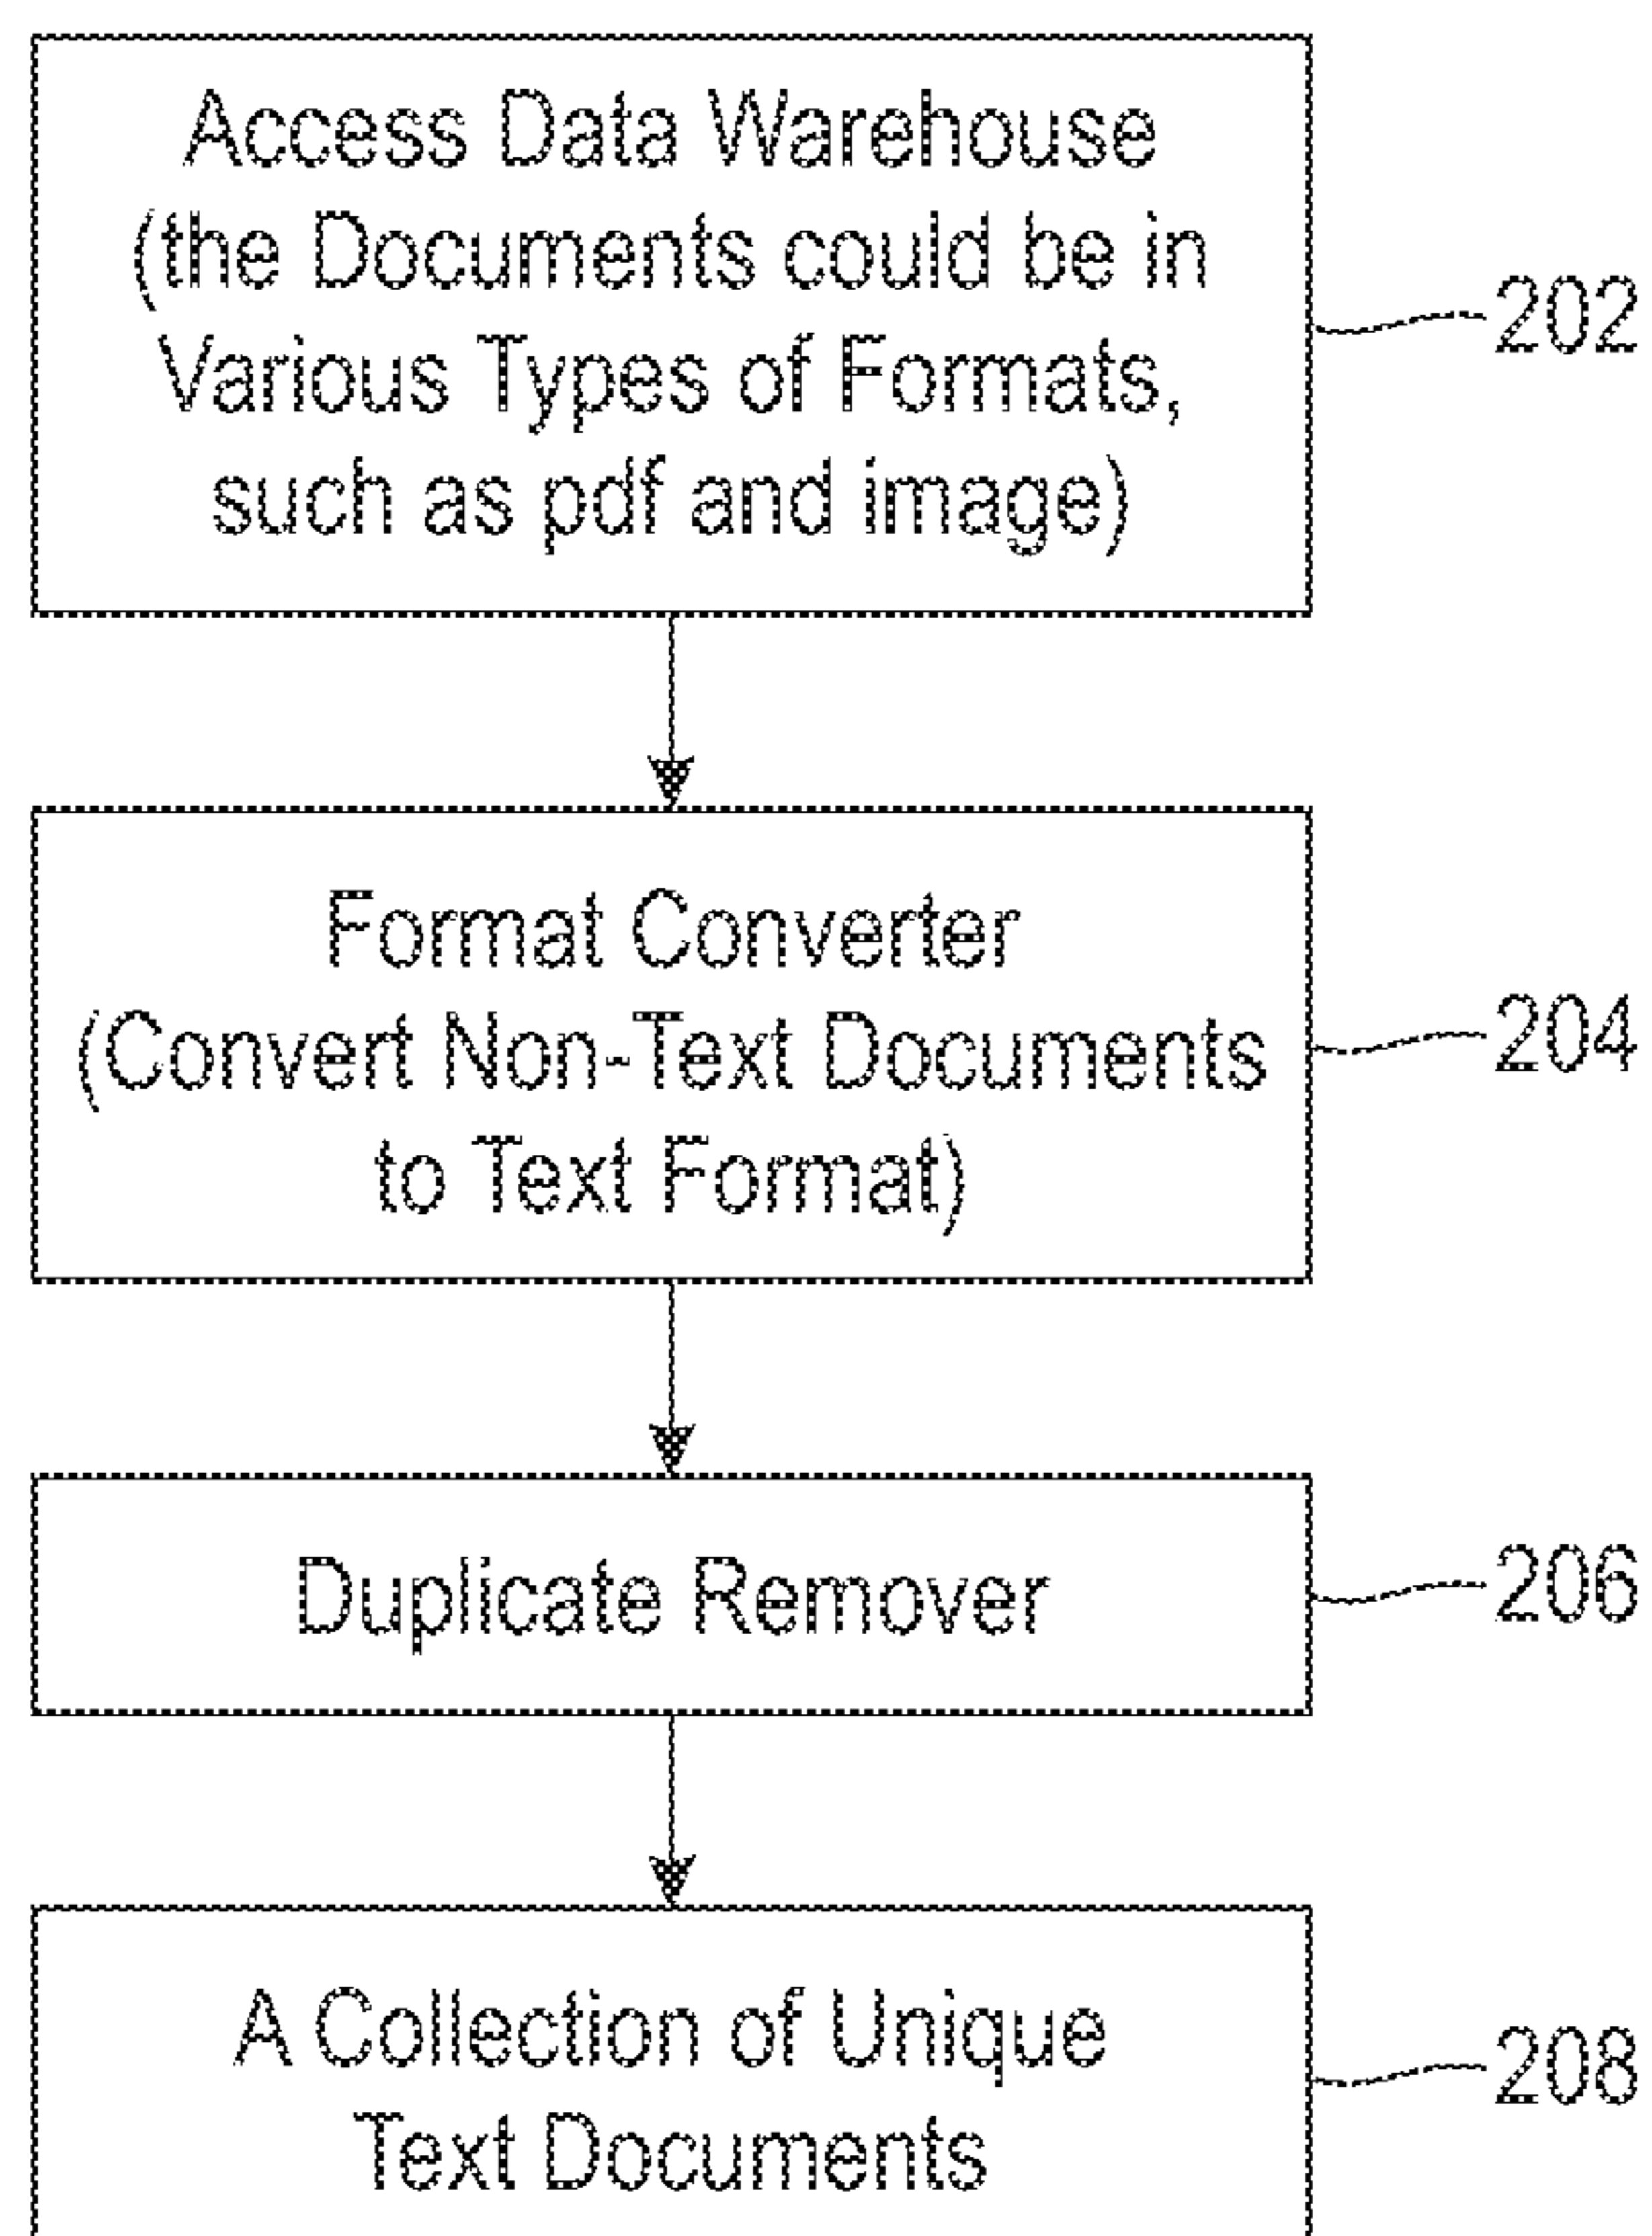 Access Data Warehouse
(the Documents could be in
Various Types of Formats,
such as pdf and image)
202
Format Converter
(Convert Non-Text Documents
to Text Format)
204
Duplicate Remover
206
A Collection of Unique
Text Documents
208